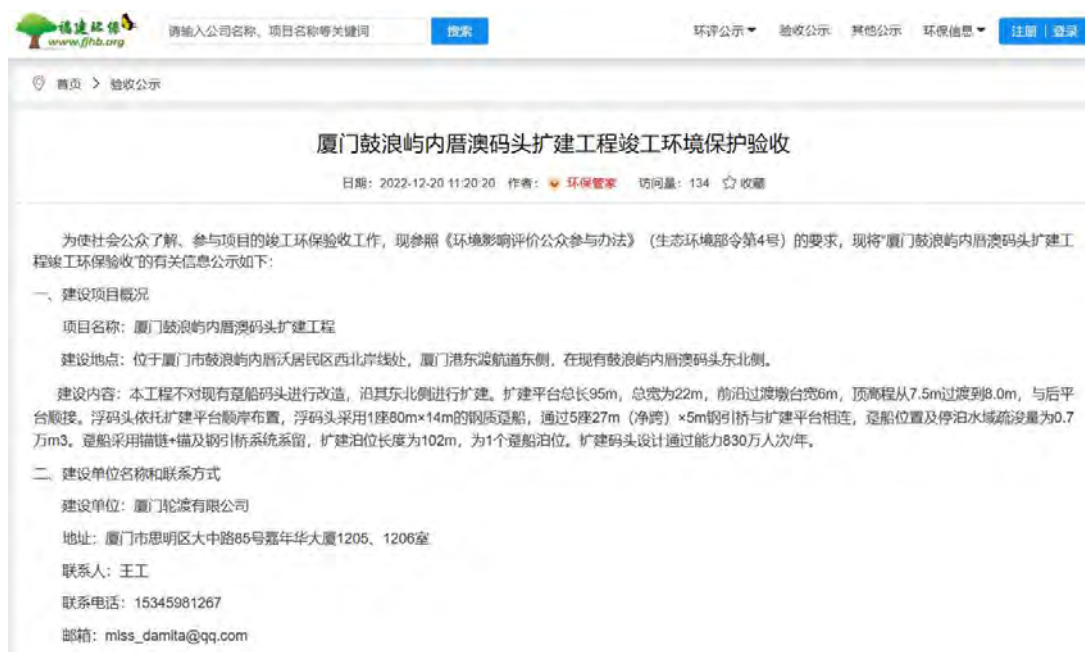 福建环保
www.fjhb.org
请输入公司名称、项目名称等关键词
搜索
环评公示
验收公示
其他公示
环保信息
注册 | 登录
首页 > 验收公示
厦门鼓浪屿内厝澳码头扩建工程竣工环境保护验收
日期：2022-12-20 11:20:20 作者：环保管家 访问量：134 收藏
为使社会公众了解、参与项目的竣工环保验收工作，现参照《环境影响评价公众参与办法》（生态环境部令第4号）的要求，现将“厦门鼓浪屿内厝澳码头扩建工
程竣工环保验收”的有关信息公示如下：
一、建设项目概况
项目名称：厦门鼓浪屿内厝澳码头扩建工程
建设地点：位于厦门市鼓浪屿内厝沃居民区西北岸线处，厦门港东渡航道东侧，在现有鼓浪屿内厝澳码头东北侧。
建设内容：本工程不对现有趸船码头进行改造，沿其东北侧进行扩建。扩建平台总长95m，总宽为22m，前沿过渡墩台宽6m，顶高程从7.5m过渡到8.0m，与后平
台顺接。浮码头依托扩建平台顺岸布置，浮码头采用1座80m×14m的钢质趸船，通过5座27m（净跨）×5m钢引桥与扩建平台相连，趸船位置及停泊水域疏浚量为0.7
万m3。趸船采用锚链+锚及钢引桥系统系留，扩建泊位长度为102m，为1个趸船泊位。扩建码头设计通过能力830万人次/年。
二、建设单位名称和联系方式
建设单位：厦门轮渡有限公司
地址：厦门市思明区大中路85号嘉年华大厦1205、1206室
联系人：王工
联系电话：15345981267
邮箱：miss_damita@qq.com